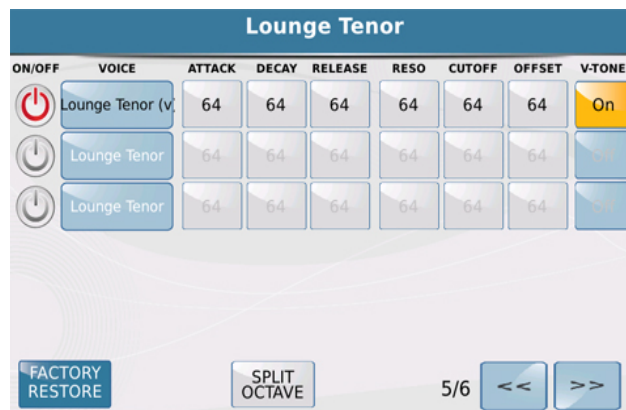 Lounge Tenor
ON/OFF VOICE ATTACK DECAY RELEASE RESO CUTOFF OFFSET V-TONE
Lounge Tenor (v 64 64 64 64 64 64 On
Lounge Tenor 64 64 64 64 64 64 Off
Lounge Tenor 64 64 64 64 64 64 Off
FACTORY RESTORE SPLIT OCTAVE 5/6 << >>